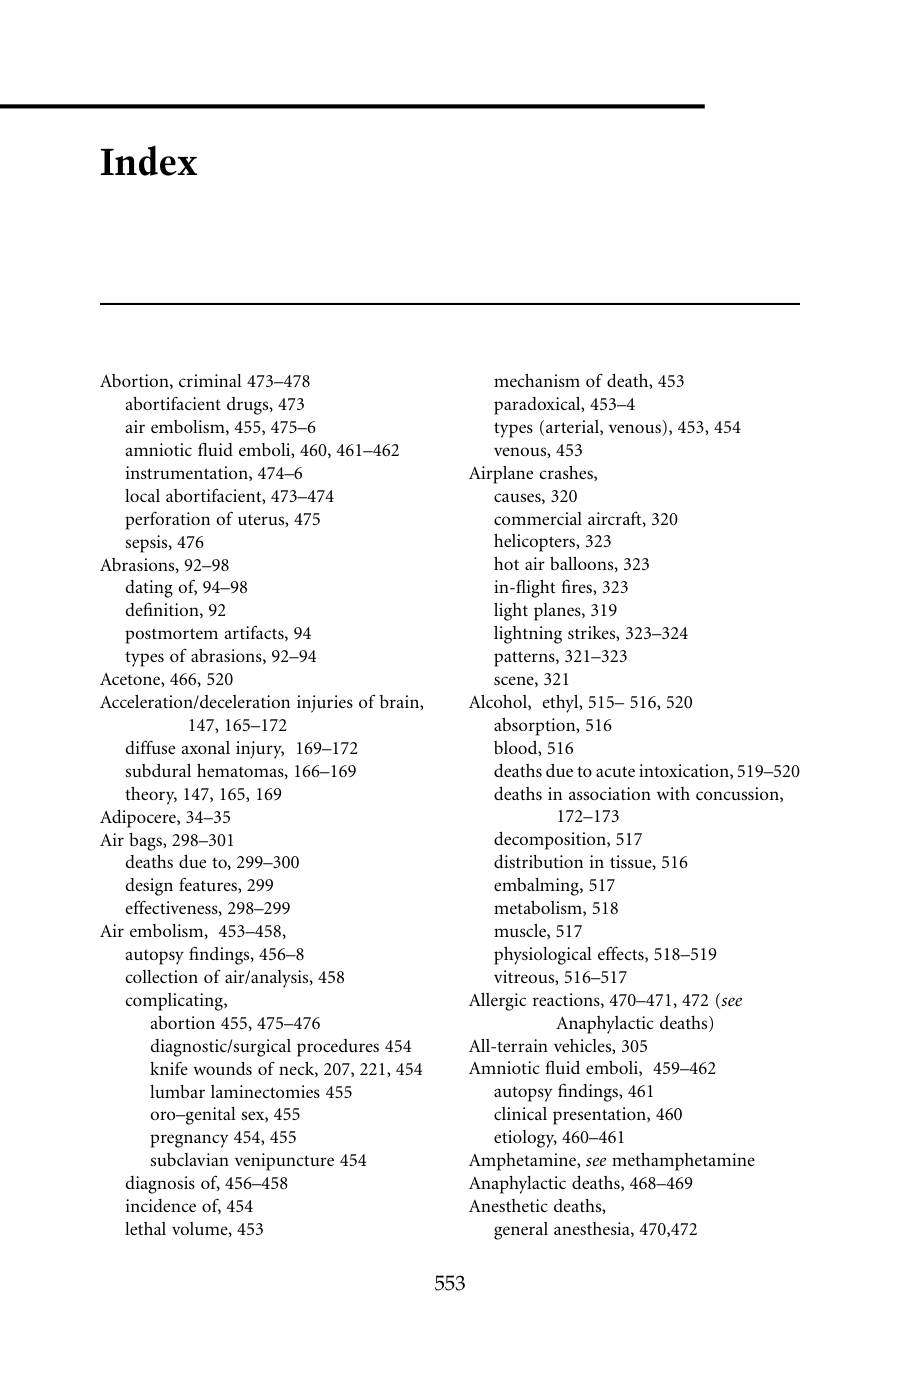 Index
Abortion, criminal 473–478
abortifacient drugs, 473
air embolism, 455, 475–6
amniotic fluid emboli, 460, 461–462
instrumentation, 474–6
local abortifacient, 473–474
perforation of uterus, 475
sepsis, 476
Abrasions, 92–98
dating of, 94–98
definition, 92
postmortem artifacts, 94
types of abrasions, 92–94
Acetone, 466, 520
Acceleration/deceleration injuries of brain,
147, 165–172
diffuse axonal injury,  169–172
subdural hematomas, 166–169
theory, 147, 165, 169
Adipocere, 34–35
Air bags, 298–301
deaths due to, 299–300
design features, 299
effectiveness, 298–299
Air embolism,  453–458,
autopsy findings, 456–8
collection of air/analysis, 458
complicating,
abortion 455, 475–476
diagnostic/surgical procedures 454
knife wounds of neck, 207, 221, 454
lumbar laminectomies 455
oro–genital sex, 455
pregnancy 454, 455
subclavian venipuncture 454
diagnosis of, 456–458
incidence of, 454
lethal volume, 453
mechanism of death, 453
paradoxical, 453–4
types (arterial, venous), 453, 454
venous, 453
Airplane crashes,
causes, 320
commercial aircraft, 320
helicopters, 323
hot air balloons, 323
in-flight fires, 323
light planes, 319
lightning strikes, 323–324
patterns, 321–323
scene, 321
Alcohol,  ethyl, 515– 516, 520
absorption, 516
blood, 516
deaths due to acute intoxication, 519–520
deaths in association with concussion,
172–173
decomposition, 517
distribution in tissue, 516
embalming, 517
metabolism, 518
muscle, 517
physiological effects, 518–519
vitreous, 516–517
Allergic reactions, 470–471, 472 (see
Anaphylactic deaths)
All-terrain vehicles, 305
Amniotic fluid emboli,  459–462
autopsy findings, 461
clinical presentation, 460
etiology, 460–461
Amphetamine, see methamphetamine
Anaphylactic deaths, 468–469
Anesthetic deaths,
general anesthesia, 470,472
553